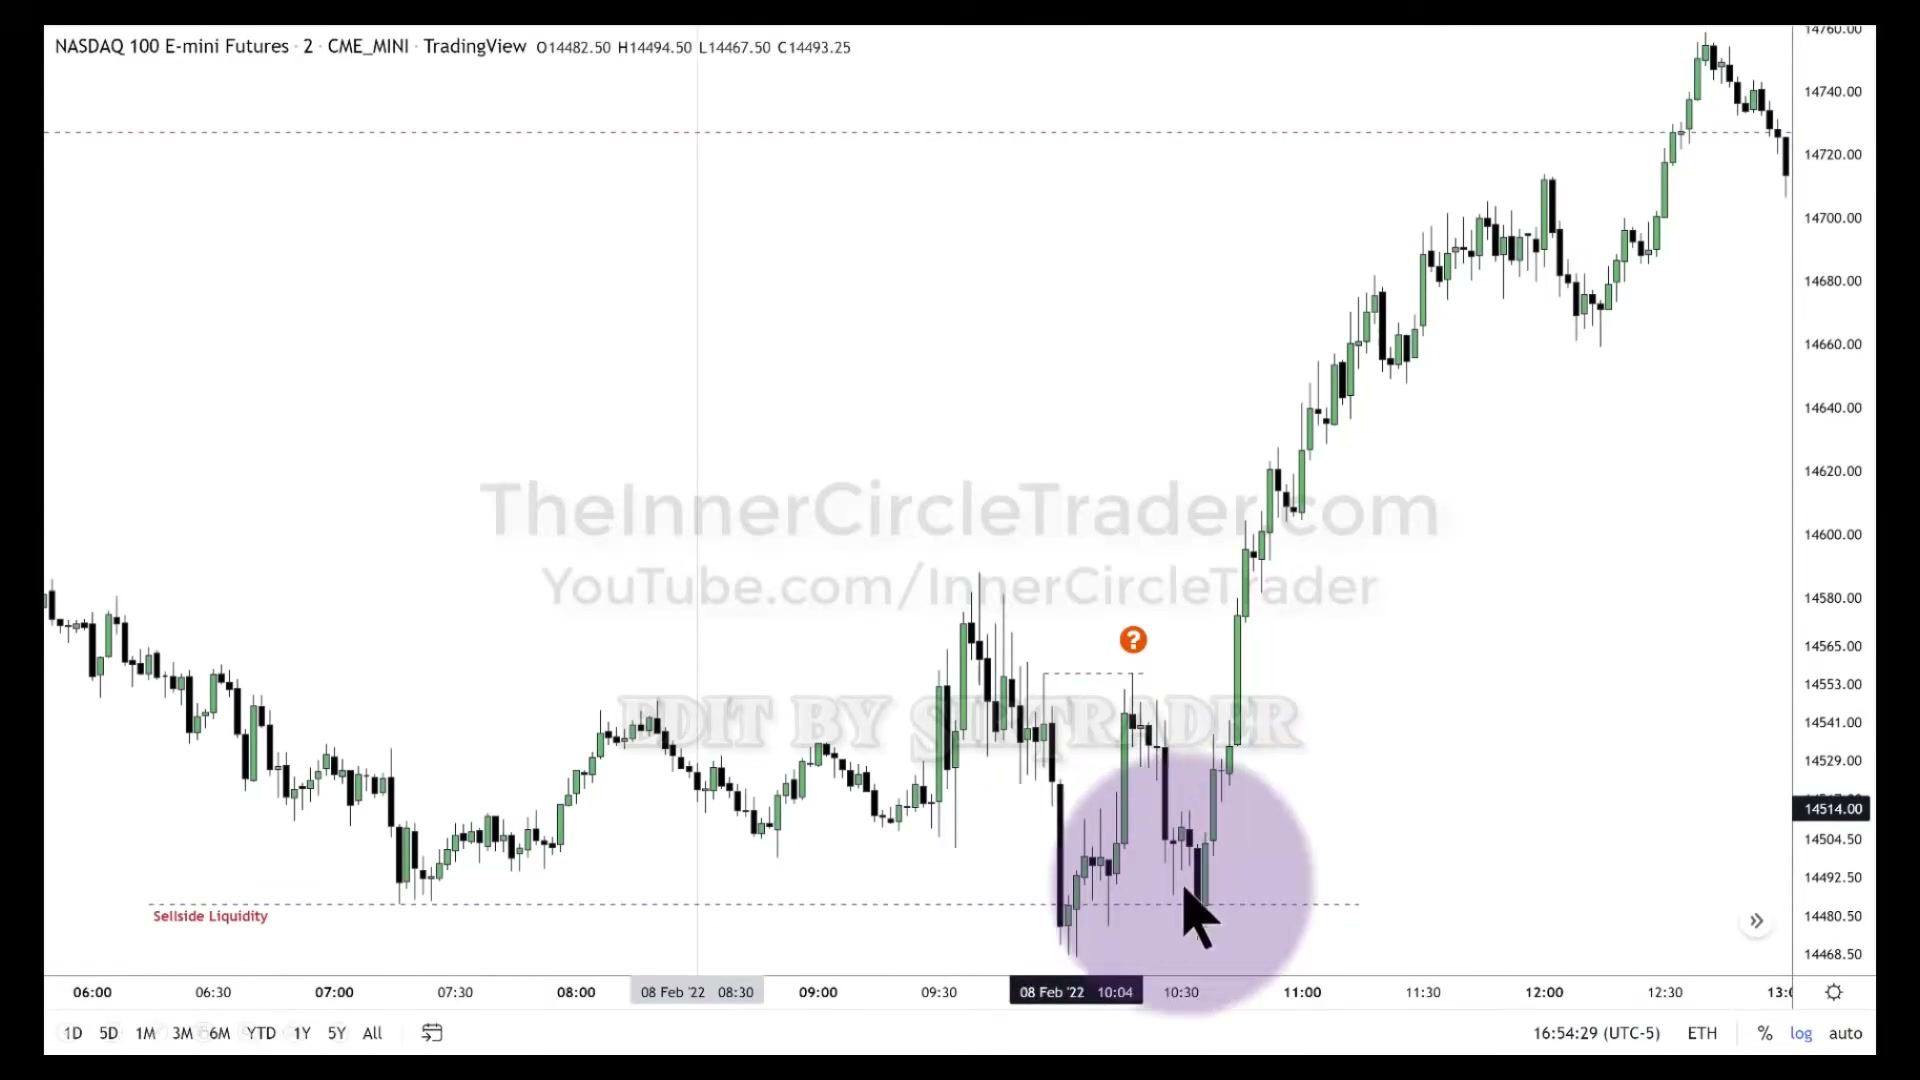 NASDAQ 100 E-mini Futures · 2 · CME_MINI · TradingView O14482.50 H14494.50 L14467.50 C14493.25
14760.00
14740.00
14720.00
14700.00
14680.00
14660.00
14640.00
14620.00
TheInnerCircleTrader.com
14600.00
YouTube.com/InnerCircleTrader
14580.00
?
14565.00
14553.00
EDIT BY
14541.00
14529.00
14514.00
14504.50
14492.50
Sellside Liquidity
14480.50
14468.50
06:00 06:30 07:00 07:30 08:00 08 Feb '22 08:30 09:00 09:30 08 Feb '22 10:04 10:30 11:00 11:30 12:00 12:30
1D 5D 1M 3M 6M YTD 1Y 5Y All 16:54:29 (UTC-5) ETH % log auto